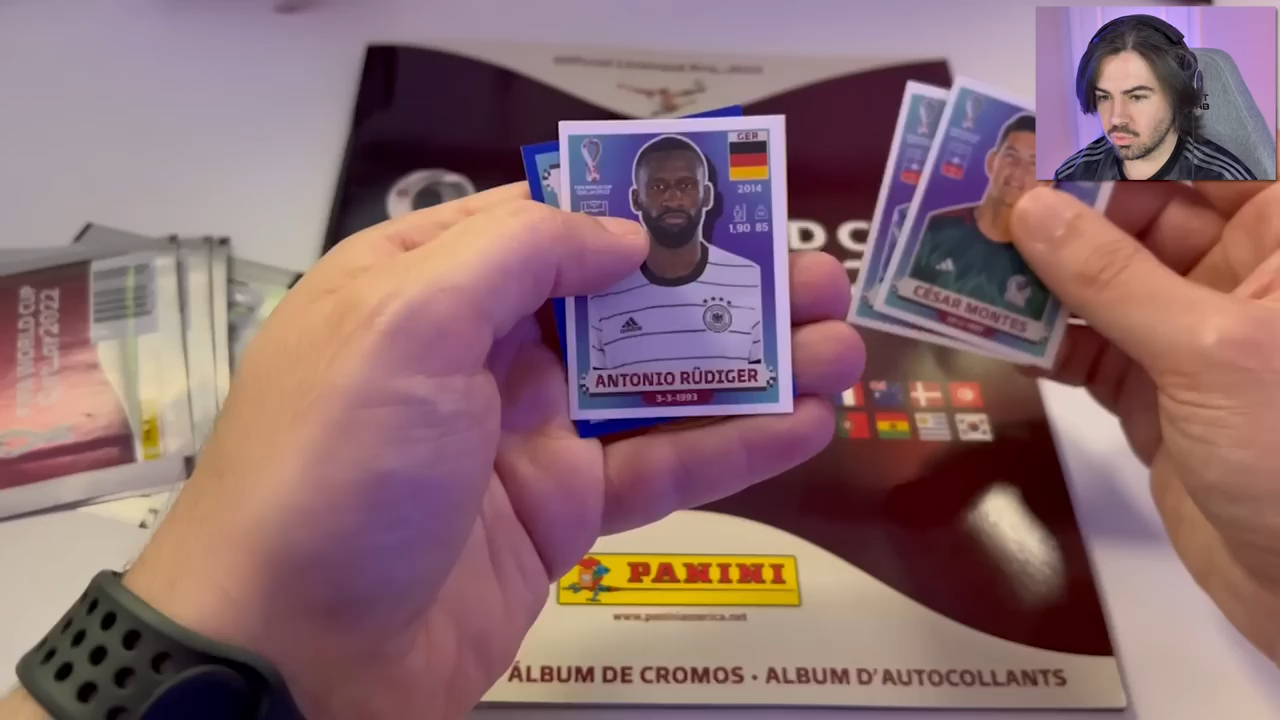 GER
2014
1,90 85
ANTONIO RÜDIGER
3-3-1993
CÉSAR MONTES
WORLD CUP
QATAR2022
D C
PANINI
www.paniniamerica.net
ÁLBUM DE CROMOS • ALBUM D'AUTOCOLLANTS